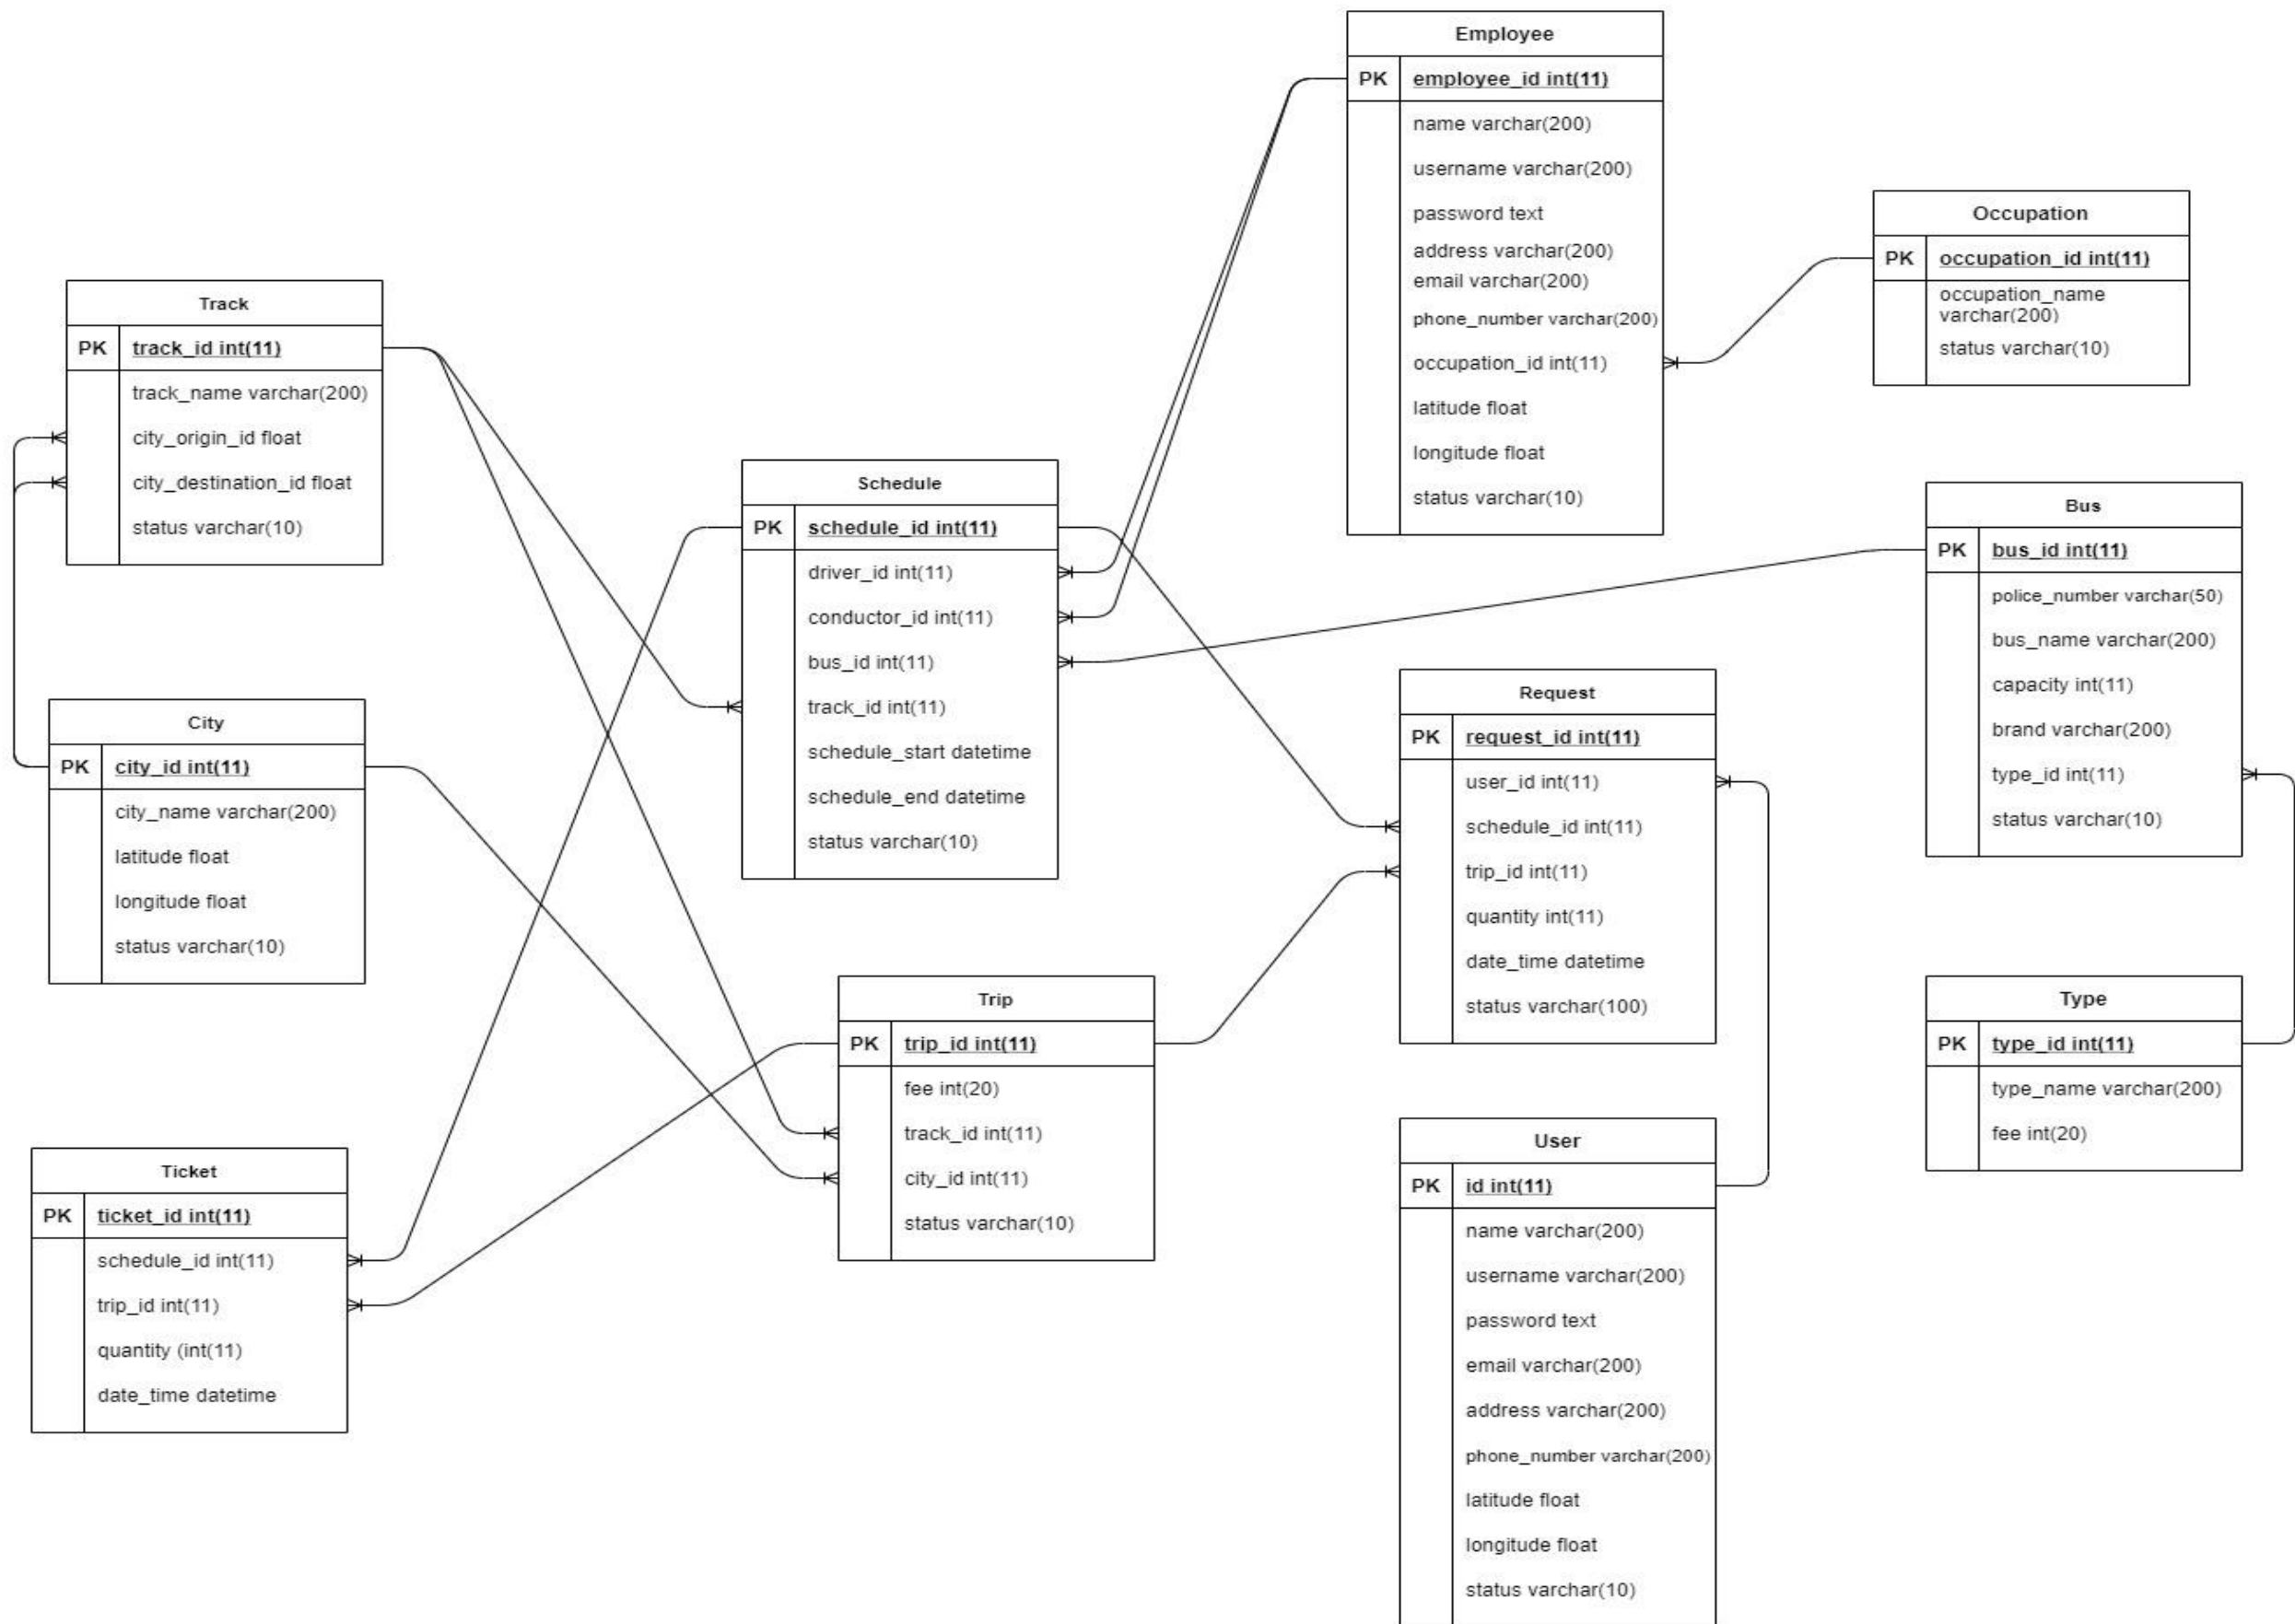 Employee
PK employee_id int(11)
name varchar(200)
username varchar(200)
password text
address varchar(200)
email varchar(200)
phone_number varchar(200)
occupation_id int(11)
latitude float
longitude float
status varchar(10)
Occupation
PK occupation_id int(11)
occupation_name
varchar(200)
status varchar(10)
Track
PK track_id int(11)
track_name varchar(200)
city_origin_id float
city_destination_id float
status varchar(10)
Schedule
PK schedule_id int(11)
driver_id int(11)
conductor_id int(11)
bus_id int(11)
track_id int(11)
schedule_start datetime
schedule_end datetime
status varchar(10)
Bus
PK bus_id int(11)
police_number varchar(50)
bus_name varchar(200)
capacity int(11)
brand varchar(200)
type_id int(11)
status varchar(10)
City
PK city_id int(11)
city_name varchar(200)
latitude float
longitude float
status varchar(10)
Request
PK request_id int(11)
user_id int(11)
schedule_id int(11)
trip_id int(11)
quantity int(11)
date_time datetime
status varchar(100)
Trip
PK trip_id int(11)
fee int(20)
track_id int(11)
city_id int(11)
status varchar(10)
Type
PK type_id int(11)
type_name varchar(200)
fee int(20)
Ticket
PK ticket_id int(11)
schedule_id int(11)
trip_id int(11)
quantity (int(11)
date_time datetime
User
PK id int(11)
name varchar(200)
username varchar(200)
password text
email varchar(200)
address varchar(200)
phone_number varchar(200)
latitude float
longitude float
status varchar(10)